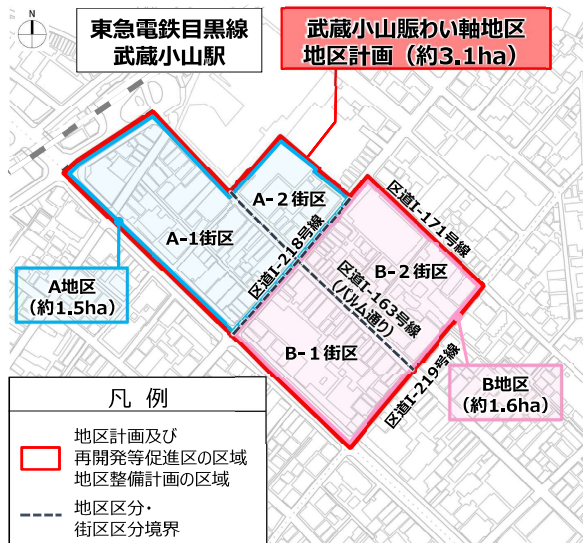 N
東急電鉄目黒線
武蔵小山駅
武蔵小山賑わい軸地区
地区計画（約3.1ha）
A-2街区
A-1街区
区道Ⅰ-218号線
区道Ⅰ-171号線
B-2街区
区道Ⅰ-163号線
（パルム通り）
A地区
（約1.5ha）
B-1街区
区道Ⅰ-219号線
B地区
（約1.6ha）
凡 例
地区計画及び
再開発等促進区の区域
地区整備計画の区域
地区区分・
街区区分境界